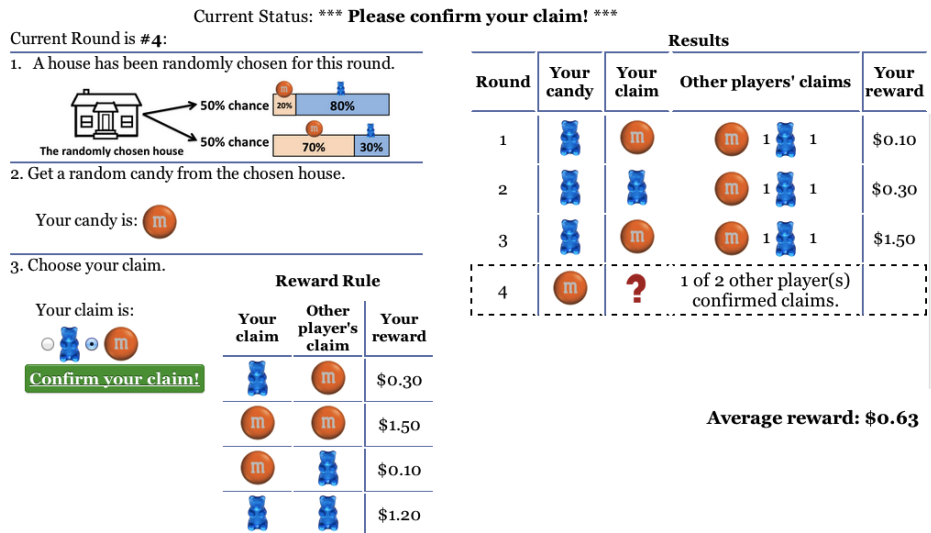 Current Status: *** Please confirm your claim! ***
Current Round is #4:
1. A house has been randomly chosen for this round.
m
50% chance 20% 80%
m
The randomly chosen house 50% chance 70% 30%
2. Get a random candy from the chosen house.
Your candy is: m
3. Choose your claim.
Your claim is:
m
Confirm your claim!
Reward Rule
Your claim Other player's claim Your reward
m $0.30
m m $1.50
m $0.10
$1.20
Results
Round Your candy Your claim Other players' claims Your reward
1 m m 1 1 $0.10
2 m 1 1 $0.30
3 m m 1 1 $1.50
4 m ? 1 of 2 other player(s) confirmed claims.
Average reward: $0.63